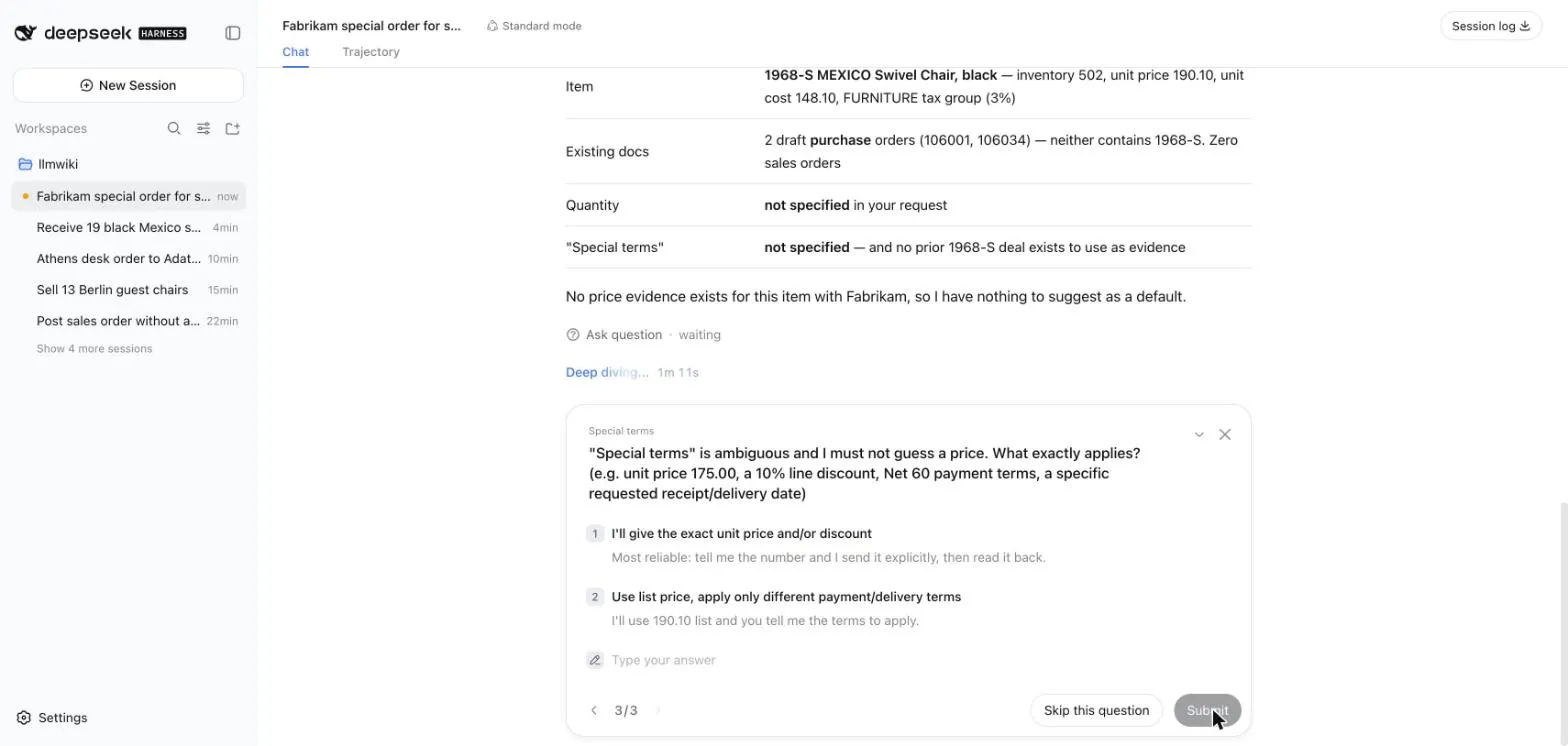 deepseek HARNESS
New Session
Workspaces
llmwiki
Fabrikam special order for s... now
Receive 19 black Mexico s... 4min
Athens desk order to Adat... 10min
Sell 13 Berlin guest chairs 15min
Post sales order without a... 22min
Show 4 more sessions
Settings
Fabrikam special order for s... Standard mode
Session log
Chat Trajectory
Item
1968-S MEXICO Swivel Chair, black — inventory 502, unit price 190.10, unit
cost 148.10, FURNITURE tax group (3%)
Existing docs
2 draft purchase orders (106001, 106034) — neither contains 1968-S. Zero
sales orders
Quantity not specified in your request
"Special terms" not specified — and no prior 1968-S deal exists to use as evidence
No price evidence exists for this item with Fabrikam, so I have nothing to suggest as a default.
Ask question · waiting
Deep diving... 1m 11s
Special terms
"Special terms" is ambiguous and I must not guess a price. What exactly applies?
(e.g. unit price 175.00, a 10% line discount, Net 60 payment terms, a specific
requested receipt/delivery date)
1 I'll give the exact unit price and/or discount
Most reliable: tell me the number and I send it explicitly, then read it back.
2 Use list price, apply only different payment/delivery terms
I'll use 190.10 list and you tell me the terms to apply.
Type your answer
3/3
Skip this question
Submit